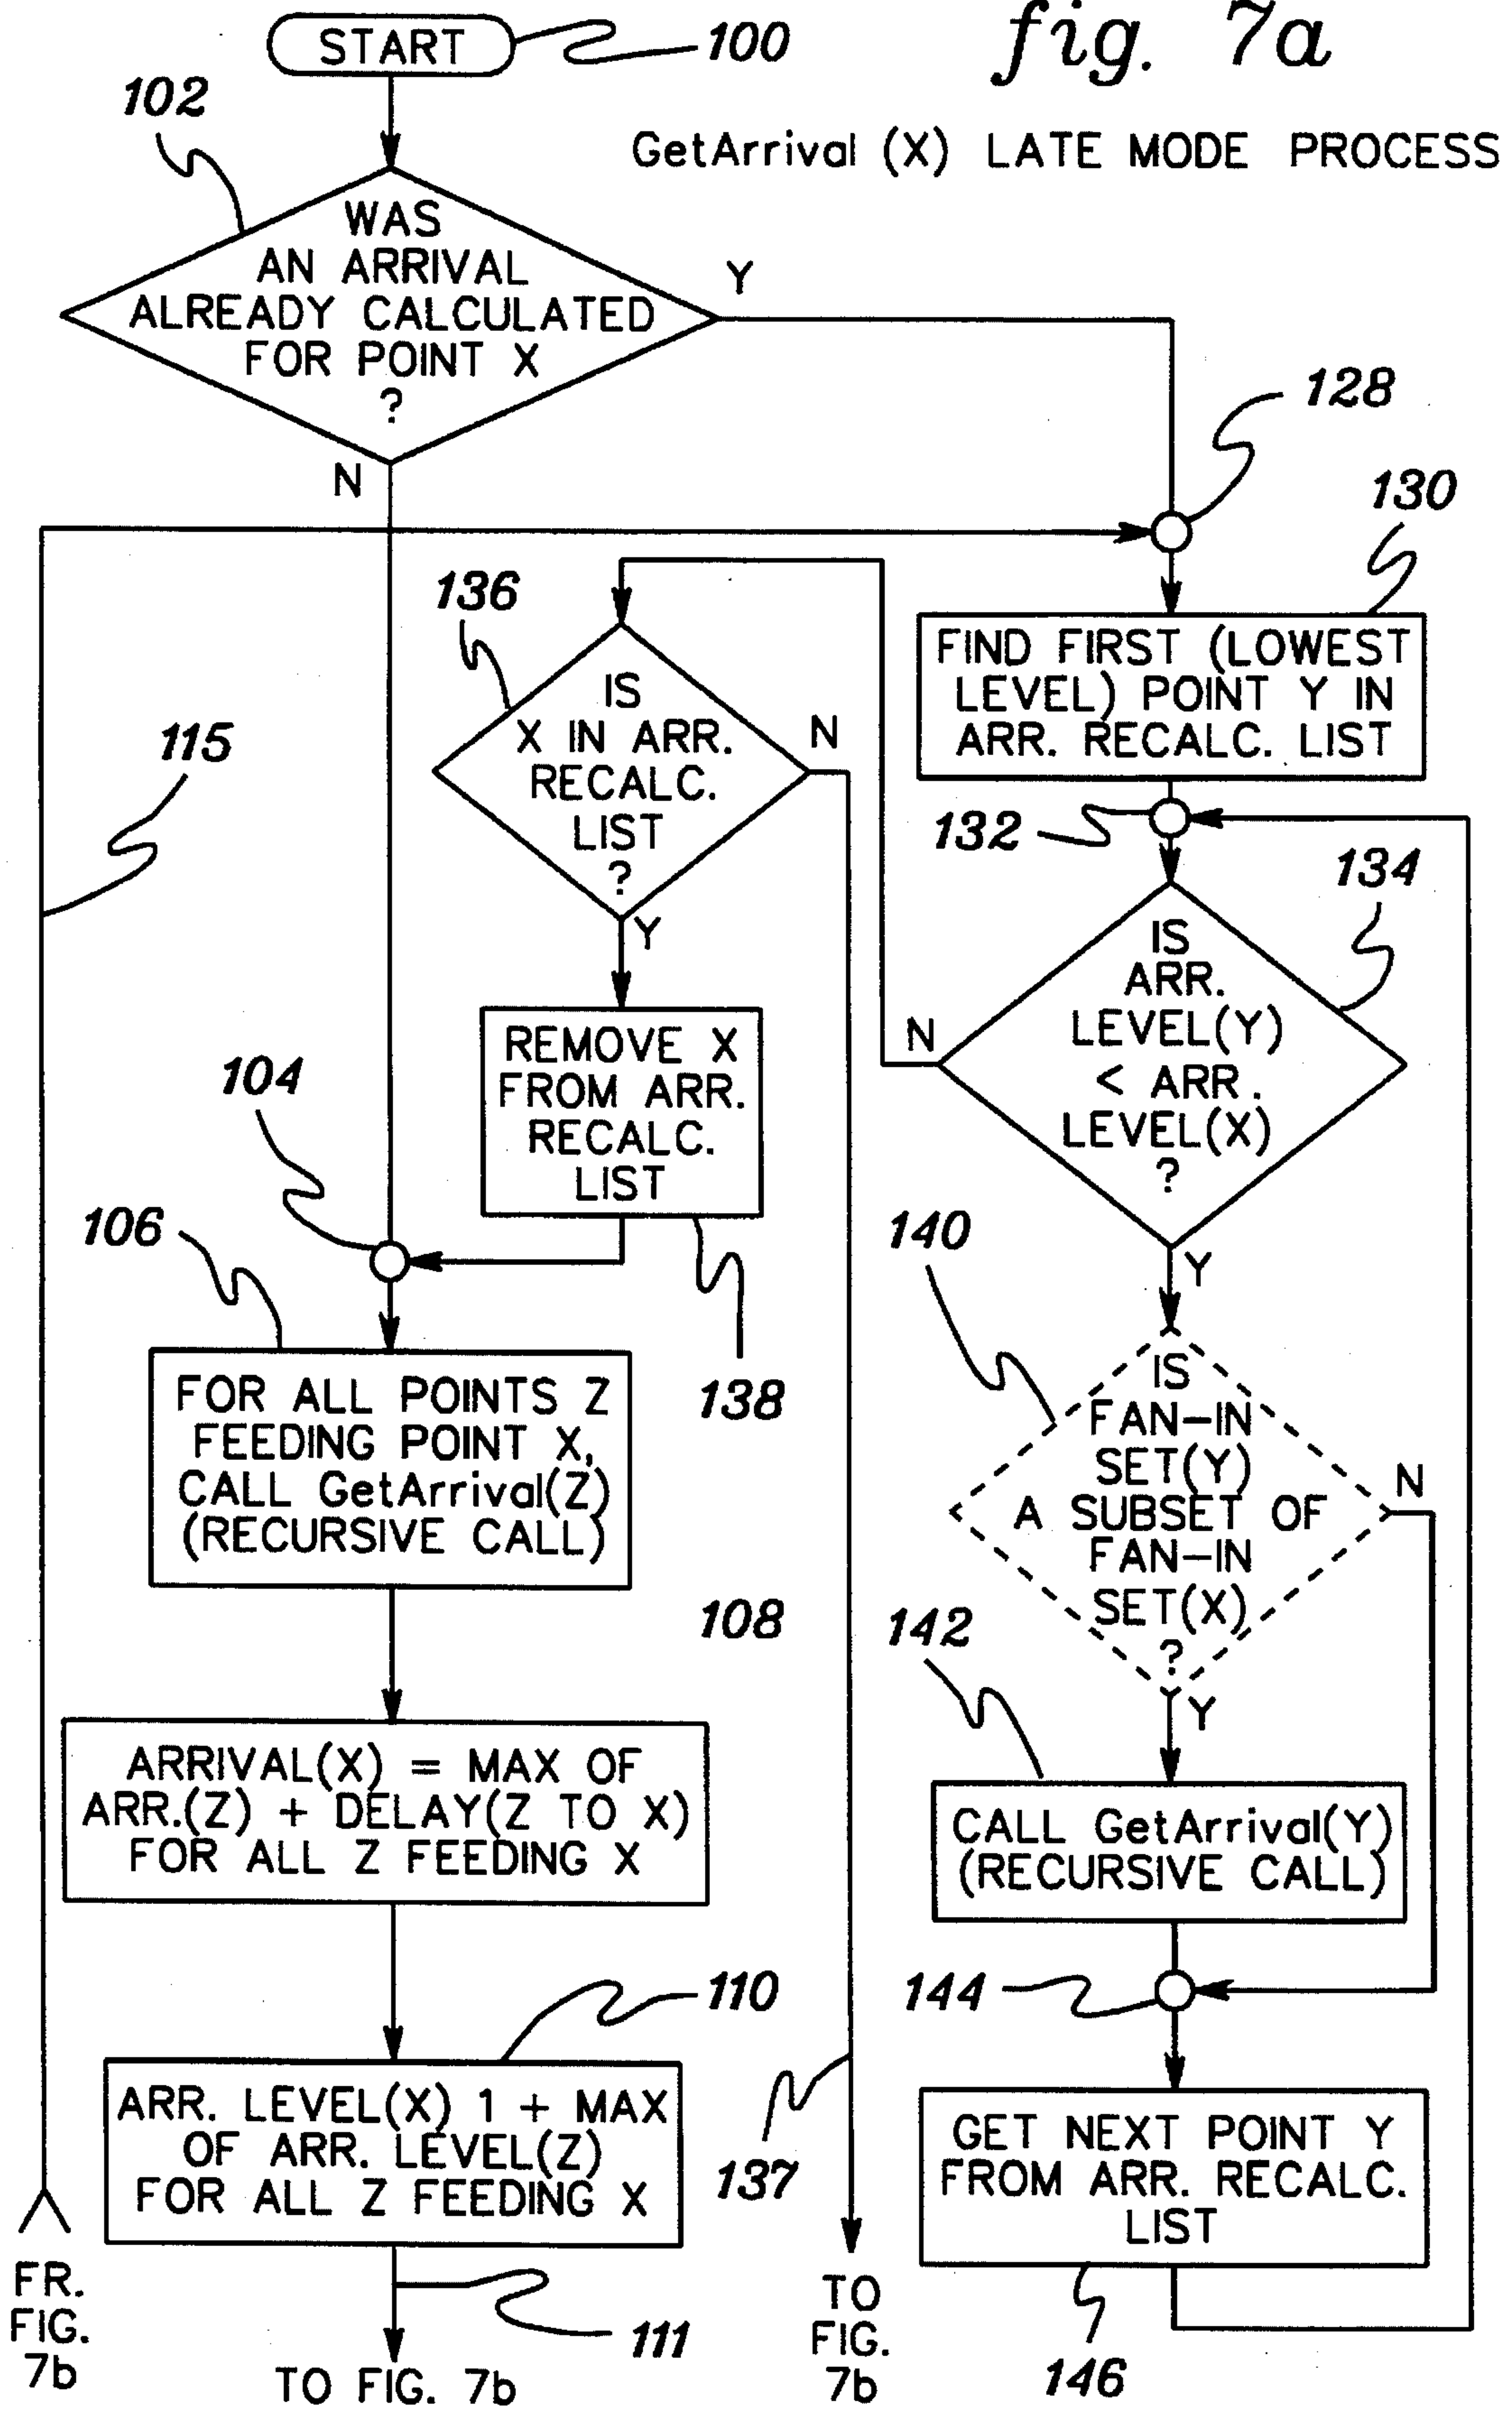 fig. 7a
START
100
GetArrival (X) LATE MODE PROCESS
102
WAS
AN ARRIVAL
ALREADY CALCULATED
FOR POINT X
?
Y
N
128
130
FIND FIRST (LOWEST
LEVEL) POINT Y IN
ARR. RECALC. LIST
136
IS
X IN ARR.
RECALC.
LIST
?
N
Y
115
132
134
IS
ARR.
LEVEL(Y)
< ARR.
LEVEL(X)
?
N
Y
REMOVE X
FROM ARR.
RECALC.
LIST
138
104
106
FOR ALL POINTS Z
FEEDING POINT X,
CALL GetArrival(Z)
(RECURSIVE CALL)
140
IS
FAN-IN
SET(Y)
A SUBSET OF
FAN-IN
SET(X)
?
N
Y
108
142
ARRIVAL(X) = MAX OF
ARR.(Z) + DELAY(Z TO X)
FOR ALL Z FEEDING X
CALL GetArrival(Y)
(RECURSIVE CALL)
110
144
ARR. LEVEL(X) 1 + MAX
OF ARR. LEVEL(Z)
FOR ALL Z FEEDING X
137
GET NEXT POINT Y
FROM ARR. RECALC.
LIST
146
FR.
FIG.
7b
111
TO FIG. 7b
TO
FIG.
7b